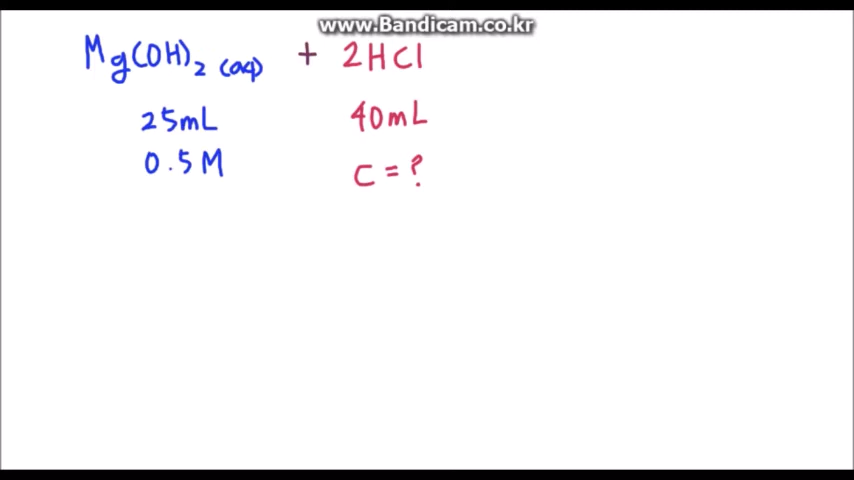 www.Bandicam.co.kr
Mg(OH)2 (aq) + 2HCl
25mL 40mL
0.5M C = ?